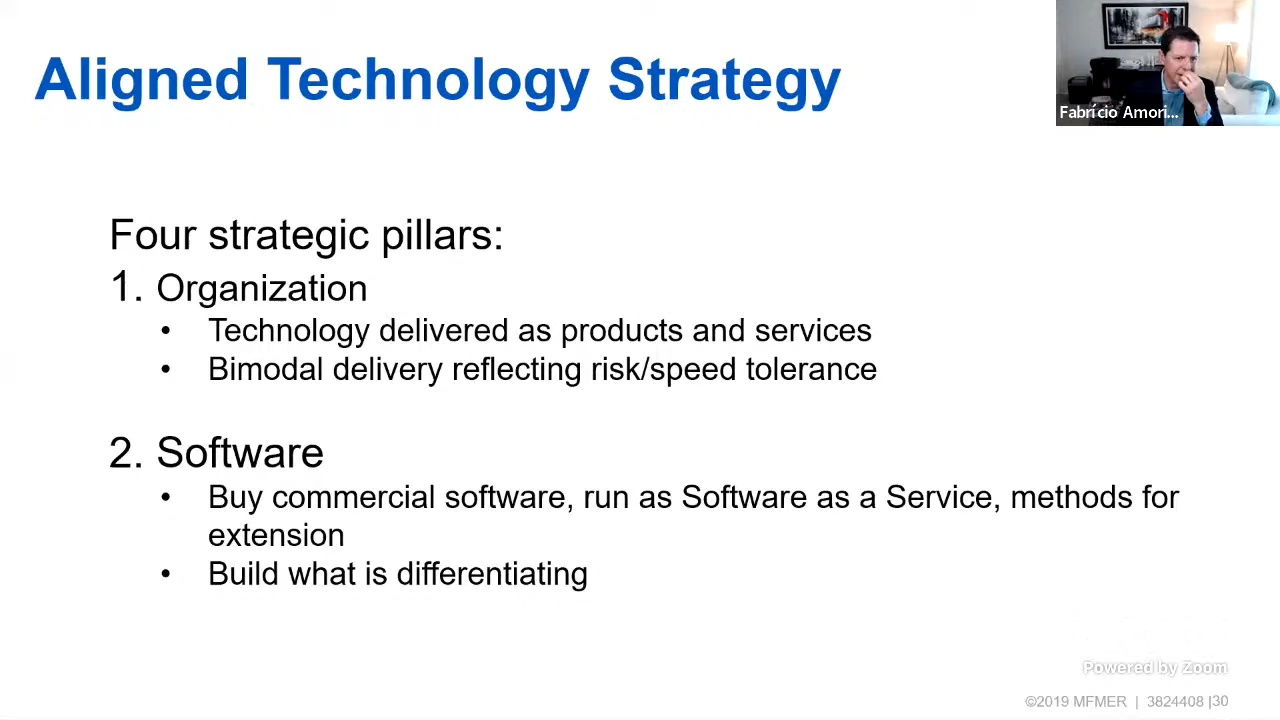 Aligned Technology Strategy
Fabrício Amori...
Four strategic pillars:
1. Organization
• Technology delivered as products and services
• Bimodal delivery reflecting risk/speed tolerance
2. Software
• Buy commercial software, run as Software as a Service, methods for
extension
• Build what is differentiating
Powered by Zoom
©2019 MFMER | 3824408 |30